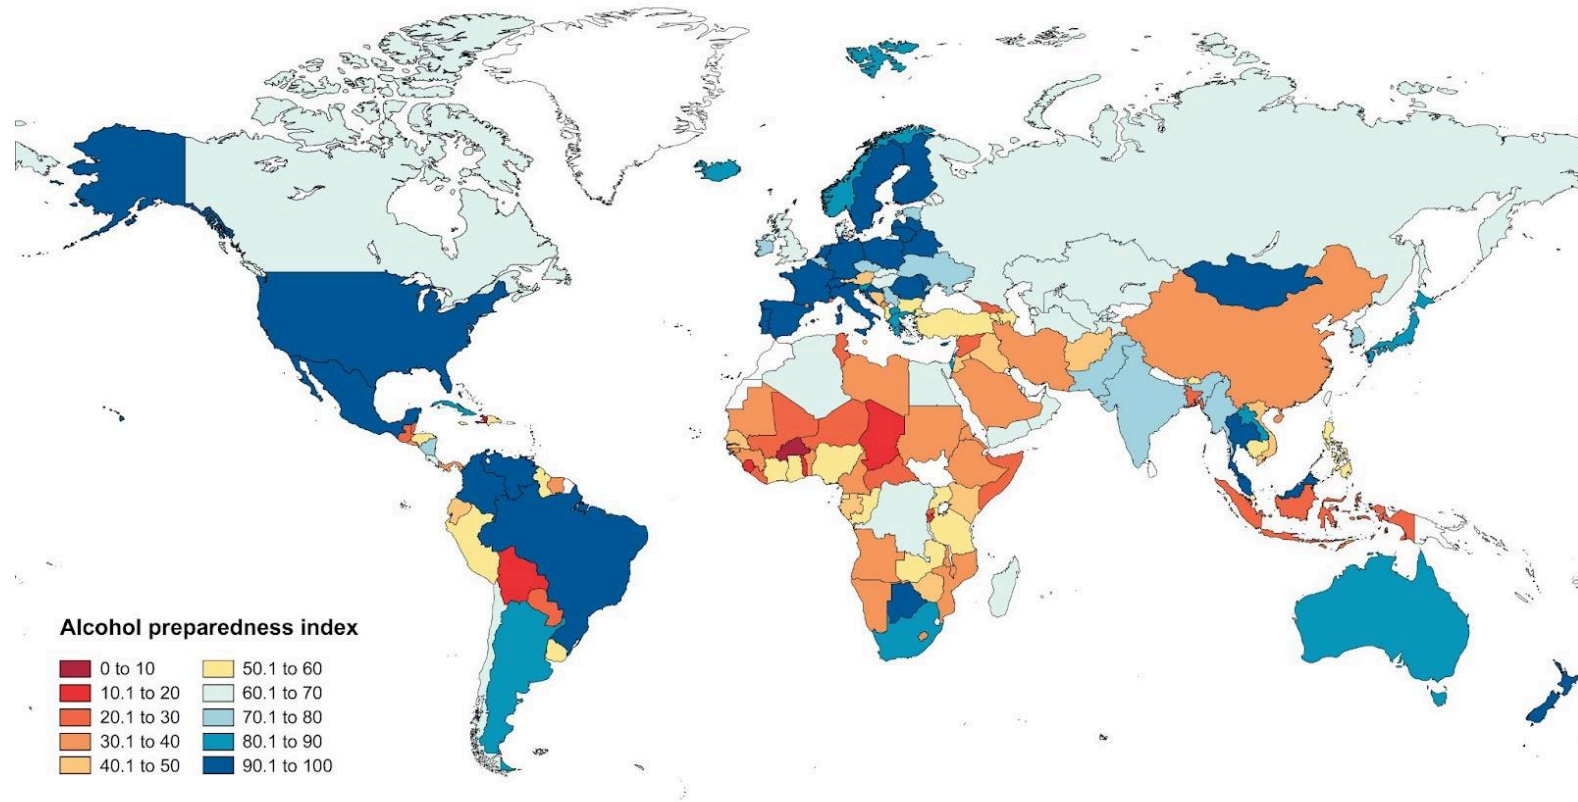 Alcohol preparedness index
0 to 10
10.1 to 20
20.1 to 30
30.1 to 40
40.1 to 50
50.1 to 60
60.1 to 70
70.1 to 80
80.1 to 90
90.1 to 100